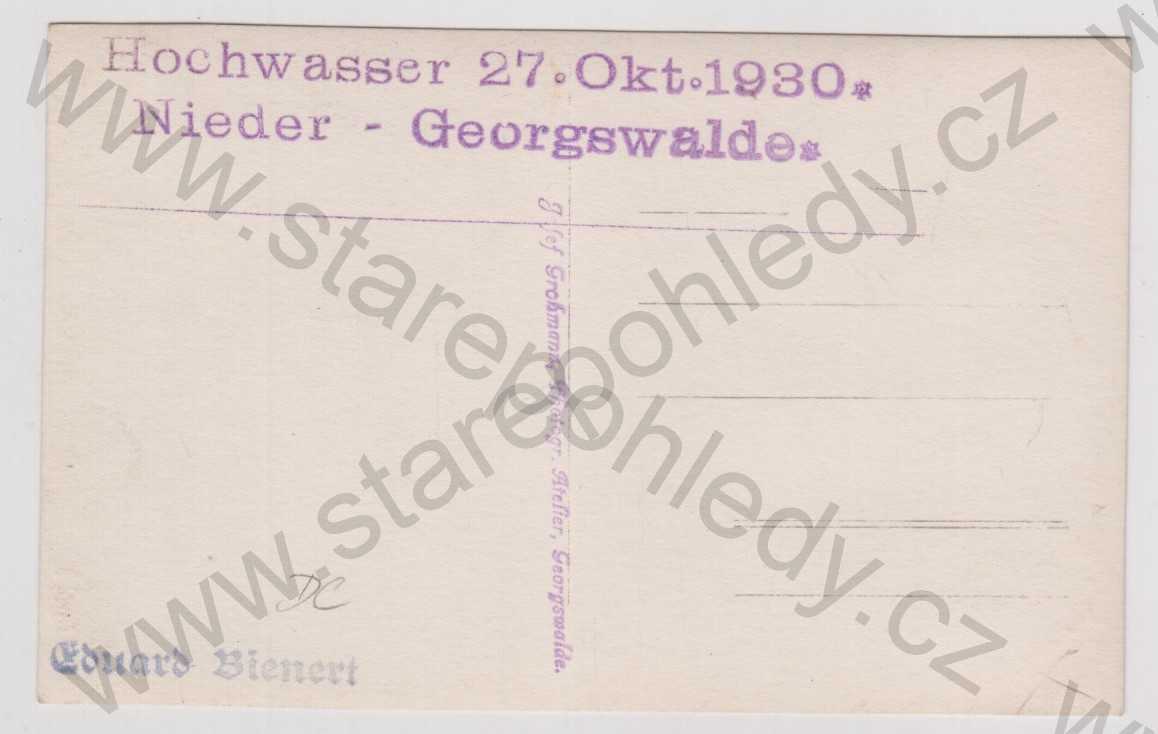 Hochwasser 27.Okt.1930*
Nieder - Georgswalde*
Josef Grohmann, Photogr. Atelier, Georgswalde.
DC
Eduard Bienert
www.starepohledy.cz
www.starepohledy.cz